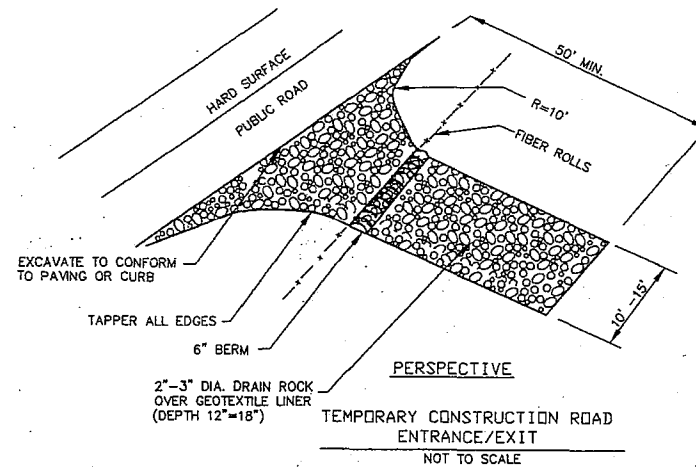 50' MIN.
HARD SURFACE
PUBLIC ROAD
R=10'
FIBER ROLLS
EXCAVATE TO CONFORM
TO PAVING OR CURB
TAPPER ALL EDGES
6" BERM
10'-15'
2"-3" DIA. DRAIN ROCK
OVER GEOTEXTILE LINER
(DEPTH 12"=18")
PERSPECTIVE
TEMPORARY CONSTRUCTION ROAD
ENTRANCE/EXIT
NOT TO SCALE